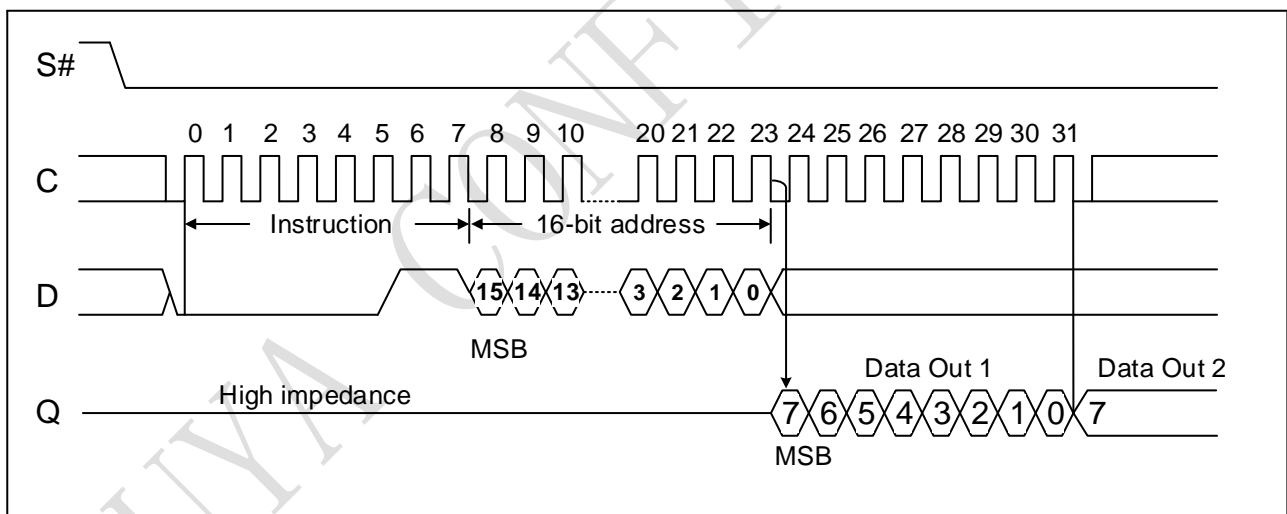 S#
0 1 2 3 4 5 6 7 8 9 10 20 21 22 23 24 25 26 27 28 29 30 31
C
Instruction 16-bit address
D 15 14 13 3 2 1 0
MSB
Data Out 1 Data Out 2
High impedance
Q 7 6 5 4 3 2 1 0 7
MSB
UYA CONF